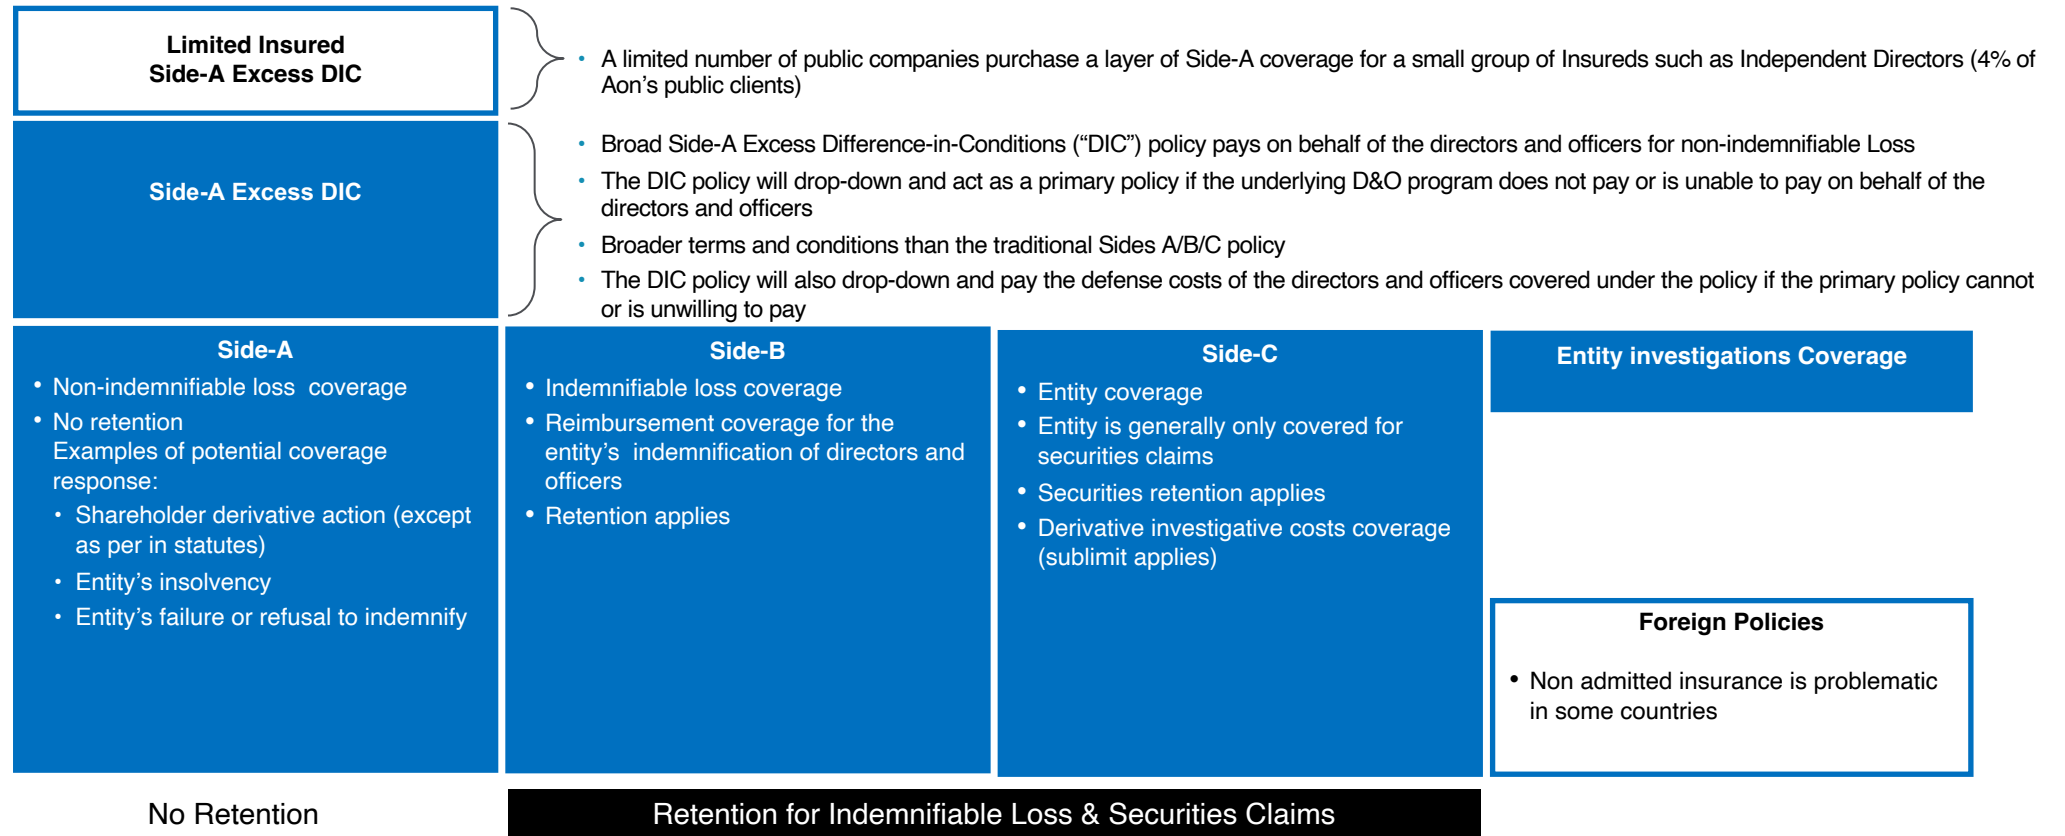 Limited Insured
Side-A Excess DIC
• A limited number of public companies purchase a layer of Side-A coverage for a small group of Insureds such as Independent Directors (4% of
Aon's public clients)
Side-A Excess DIC
• Broad Side-A Excess Difference-in-Conditions (“DIC”) policy pays on behalf of the directors and officers for non-indemnifiable Loss
• The DIC policy will drop-down and act as a primary policy if the underlying D&O program does not pay or is unable to pay on behalf of the
directors and officers
• Broader terms and conditions than the traditional Sides A/B/C policy
• The DIC policy will also drop-down and pay the defense costs of the directors and officers covered under the policy if the primary policy cannot
or is unwilling to pay
Side-A
• Non-indemnifiable loss coverage
• No retention
Examples of potential coverage
response:
• Shareholder derivative action (except
as per in statutes)
• Entity’s insolvency
• Entity’s failure or refusal to indemnify
Side-B
• Indemnifiable loss coverage
• Reimbursement coverage for the
entity’s indemnification of directors and
officers
• Retention applies
Side-C
• Entity coverage
• Entity is generally only covered for
securities claims
• Securities retention applies
• Derivative investigative costs coverage
(sublimit applies)
Entity investigations Coverage
Foreign Policies
• Non admitted insurance is problematic
in some countries
No Retention
Retention for Indemnifiable Loss & Securities Claims